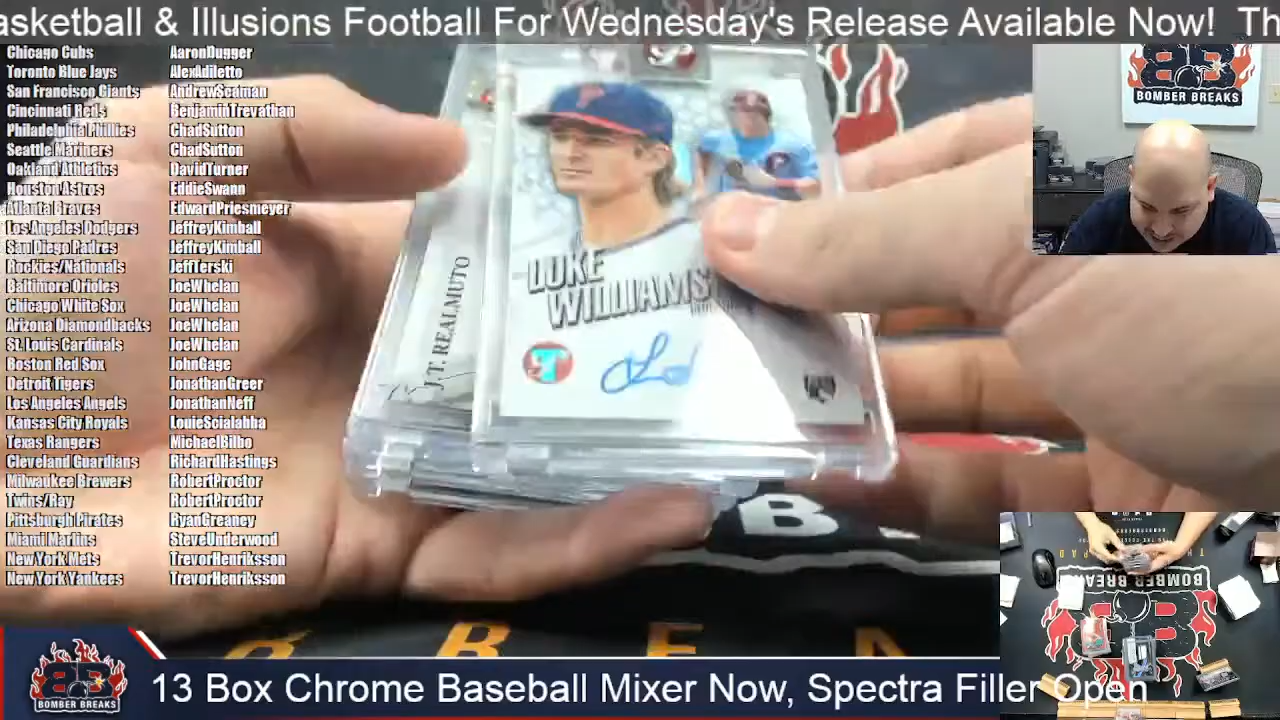 asketball & Illusions Football For Wednesday's Release Available Now! Th
Chicago Cubs AaronDugger
Toronto Blue Jays AlexAdiletto
San Francisco Giants AndrewSeaman
Cincinnati Reds BenjaminTrevathan
Philadelphia Phillies ChadSutton
Seattle Mariners ChadSutton
Oakland Athletics DavidTurner
Houston Astros EddieSwann
Atlanta Braves EdwardPriesmeyer
Los Angeles Dodgers JeffreyKimball
San Diego Padres JeffreyKimball
Rockies/Nationals JeffTerski
Baltimore Orioles JoeWhelan
Chicago White Sox JoeWhelan
Arizona Diamondbacks JoeWhelan
St. Louis Cardinals JoeWhelan
Boston Red Sox JohnGage
Detroit Tigers JonathanGreer
Los Angeles Angels JonathanNeff
Kansas City Royals LouieScialabba
Texas Rangers MichaelBilbo
Cleveland Guardians RichardHastings
Milwaukee Brewers RobertProctor
Twins/Ray RobertProctor
Pittsburgh Pirates RyanGreaney
Miami Marlins SteveUnderwood
New York Mets TrevorHenriksson
New York Yankees TrevorHenriksson
BOMBER BREAKS
LUKE
WILLIAMS
J.T. REALMUTO
B
BOMBER BREAKS
BOMBER BREAKS
13 Box Chrome Baseball Mixer Now, Spectra Filler Open